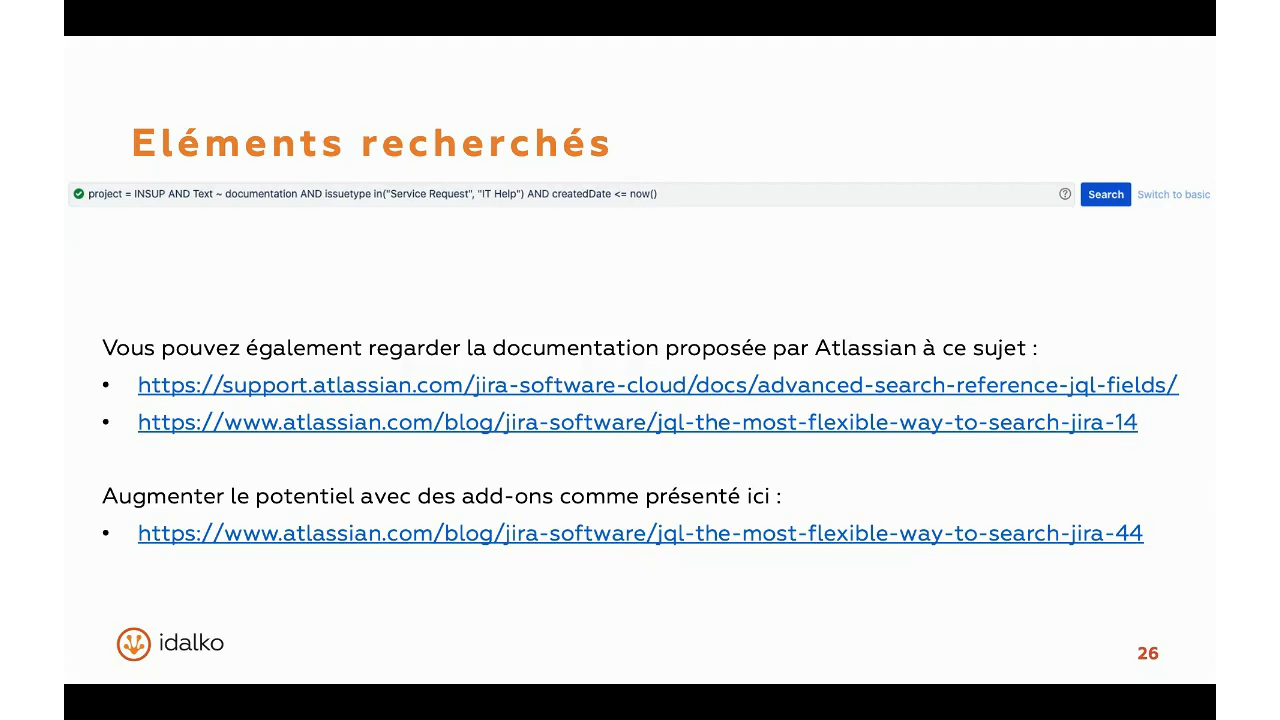 Eléments recherchés
project = INSUP AND Text ~ documentation AND issuetype in("Service Request", "IT Help") AND createdDate <= now() Search Switch to basic
Vous pouvez également regarder la documentation proposée par Atlassian à ce sujet :
• https://support.atlassian.com/jira-software-cloud/docs/advanced-search-reference-jql-fields/
• https://www.atlassian.com/blog/jira-software/jql-the-most-flexible-way-to-search-jira-14
Augmenter le potentiel avec des add-ons comme présenté ici :
• https://www.atlassian.com/blog/jira-software/jql-the-most-flexible-way-to-search-jira-44
idalko
26